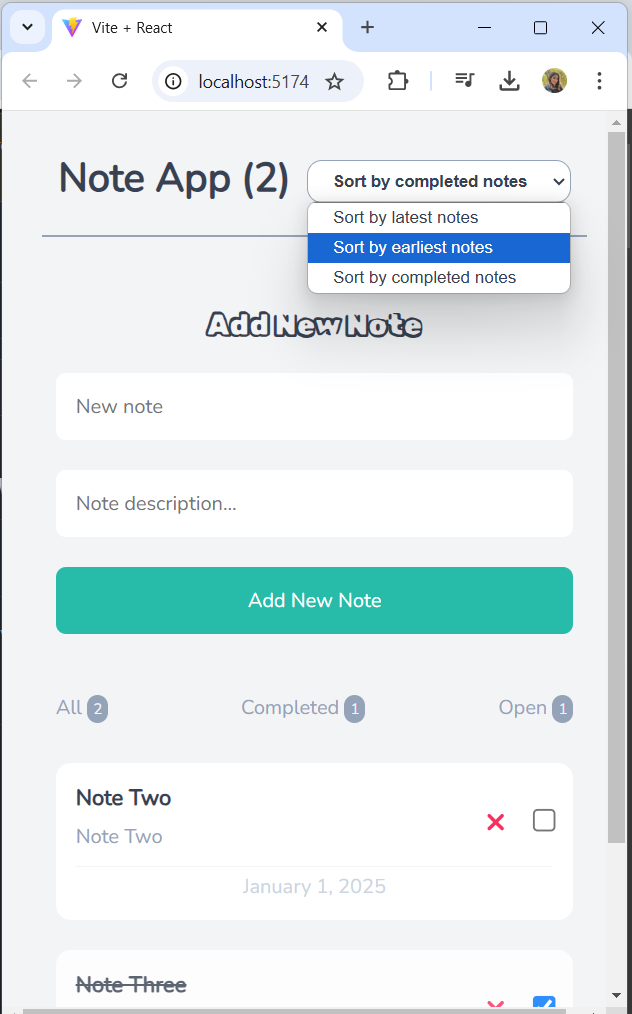 Vite + React
localhost:5174
Note App (2)
Sort by completed notes
Sort by latest notes
Sort by earliest notes
Sort by completed notes
Add New Note
New note
Note description...
Add New Note
All 2 Completed 1 Open 1
Note Two
Note Two
January 1, 2025
Note Three